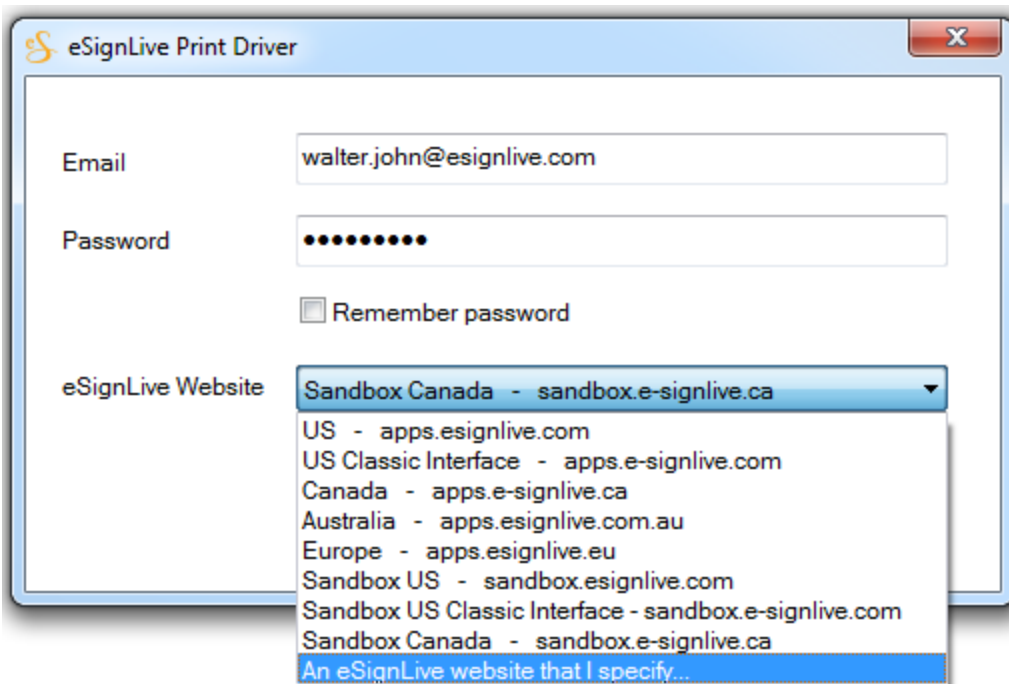 eSignLive Print Driver
Email walter.john@esignlive.com
Password •••••••••
Remember password
eSignLive Website Sandbox Canada - sandbox.e-signlive.ca
US - apps.esignlive.com
US Classic Interface - apps.e-signlive.com
Canada - apps.e-signlive.ca
Australia - apps.esignlive.com.au
Europe - apps.esignlive.eu
Sandbox US - sandbox.esignlive.com
Sandbox US Classic Interface - sandbox.e-signlive.com
Sandbox Canada - sandbox.e-signlive.ca
An eSignLive website that I specify...